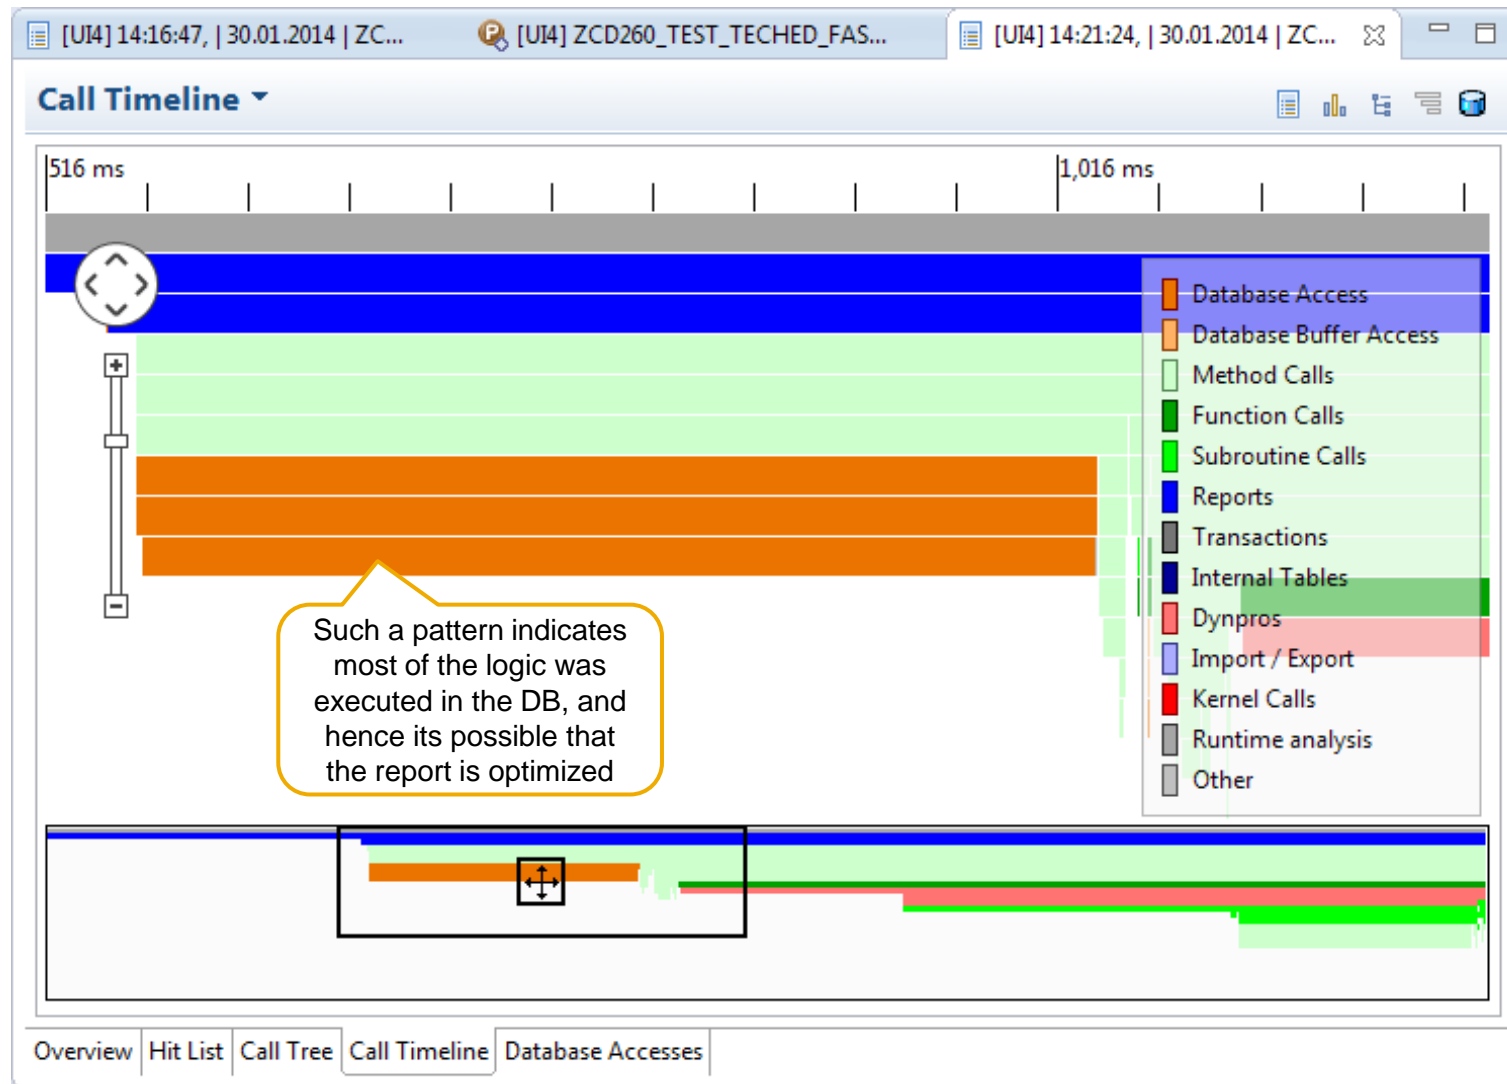 [UI4] 14:16:47, | 30.01.2014 | ZC...
[UI4] ZCD260_TEST_TECHED_FAS...
[UI4] 14:21:24, | 30.01.2014 | ZC...
Call Timeline
516 ms
1,016 ms
Database Access
Database Buffer Access
Method Calls
Function Calls
Subroutine Calls
Reports
Transactions
Internal Tables
Dynpros
Import / Export
Kernel Calls
Runtime analysis
Other
Such a pattern indicates
most of the logic was
executed in the DB, and
hence its possible that
the report is optimized
Overview
Hit List
Call Tree
Call Timeline
Database Accesses